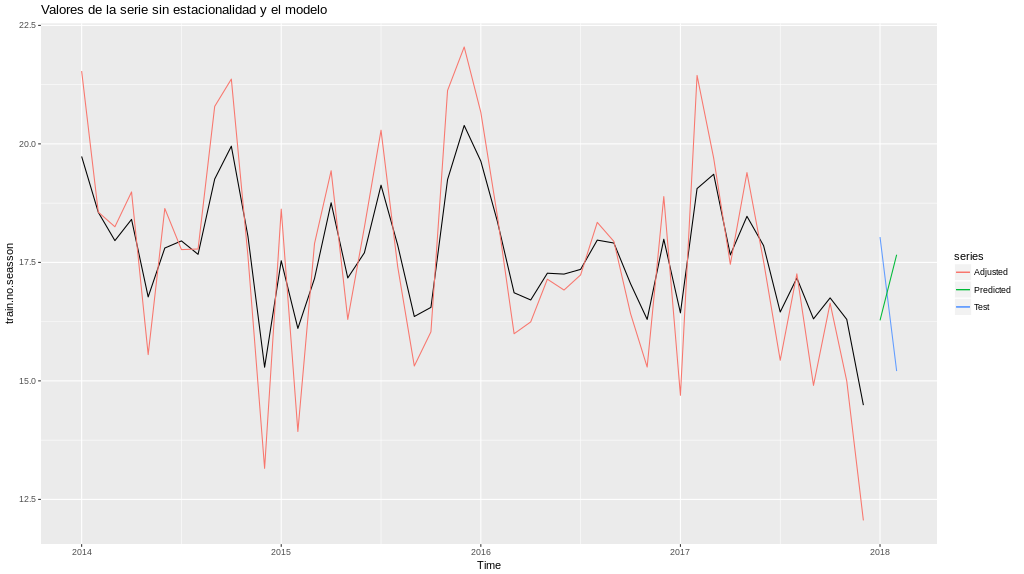 Valores de la serie sin estacionalidad y el modelo
train.no.seasson
22.5
20.0
17.5
15.0
12.5
2014
2015
2016
2017
2018
Time
series
Adjusted
Predicted
Test